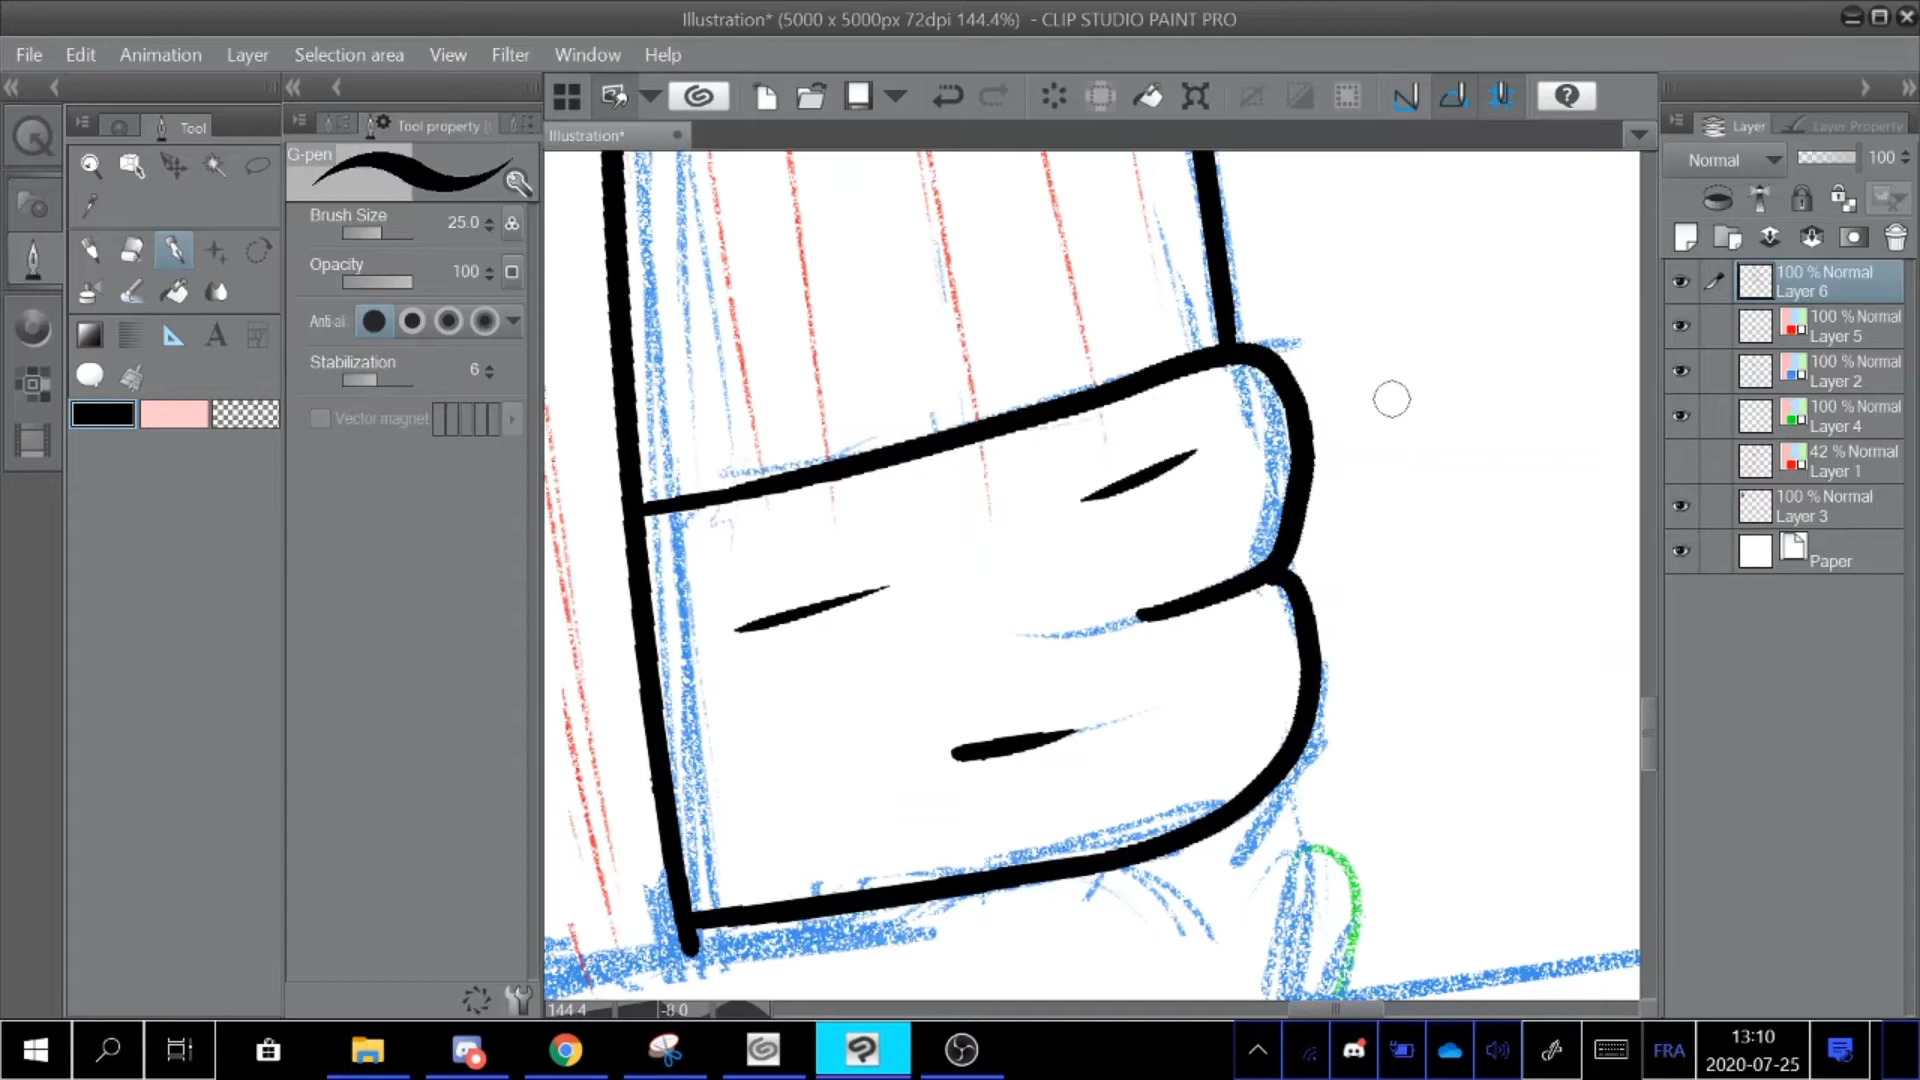 Illustration* (5000 x 5000px 72dpi 144.4%) - CLIP STUDIO PAINT PRO
File Edit Animation Layer Selection area View Filter Window Help
Tool
Tool property [
Illustration*
Layer
Layer Property
G-pen
Normal 100
Brush Size 25.0
Opacity 100
Anti-al
Stabilization 6
Vector magnet
100 % Normal
Layer 6
100 % Normal
Layer 5
100 % Normal
Layer 2
100 % Normal
Layer 4
42 % Normal
Layer 1
100 % Normal
Layer 3
Paper
144.4 -8.0
FRA
13:10
2020-07-25